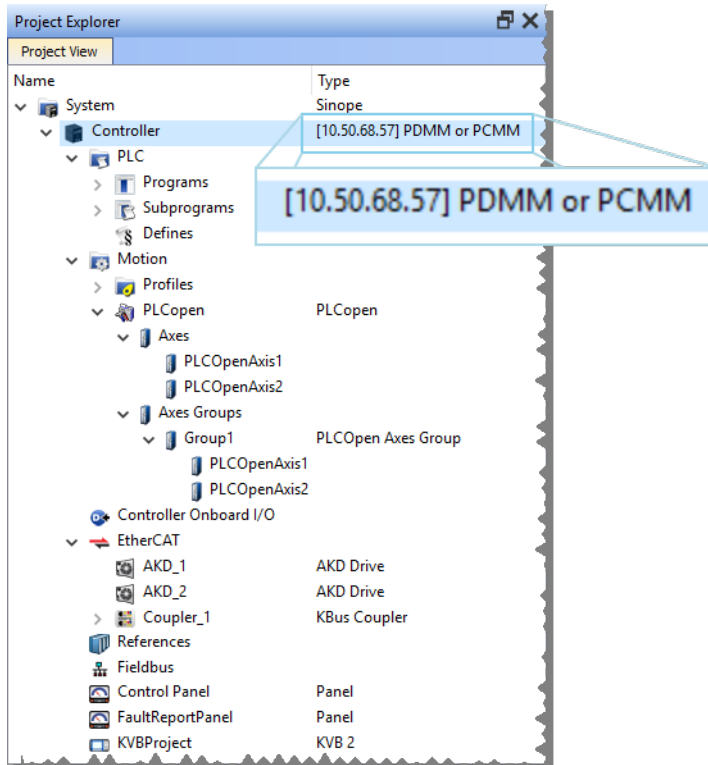 Project Explorer
Project View
Name Type
System Sinope
Controller [10.50.68.57] PDMM or PCMM
PLC
Programs
[10.50.68.57] PDMM or PCMM
Subprograms
Defines
Motion
Profiles
PLCopen PLCopen
Axes
PLCOpenAxis1
PLCOpenAxis2
Axes Groups
Group1 PLCOpen Axes Group
PLCOpenAxis1
PLCOpenAxis2
Controller Onboard I/O
EtherCAT
AKD_1 AKD Drive
AKD_2 AKD Drive
Coupler_1 KBus Coupler
References
Fieldbus
Control Panel Panel
FaultReportPanel Panel
KVBProject KVB 2